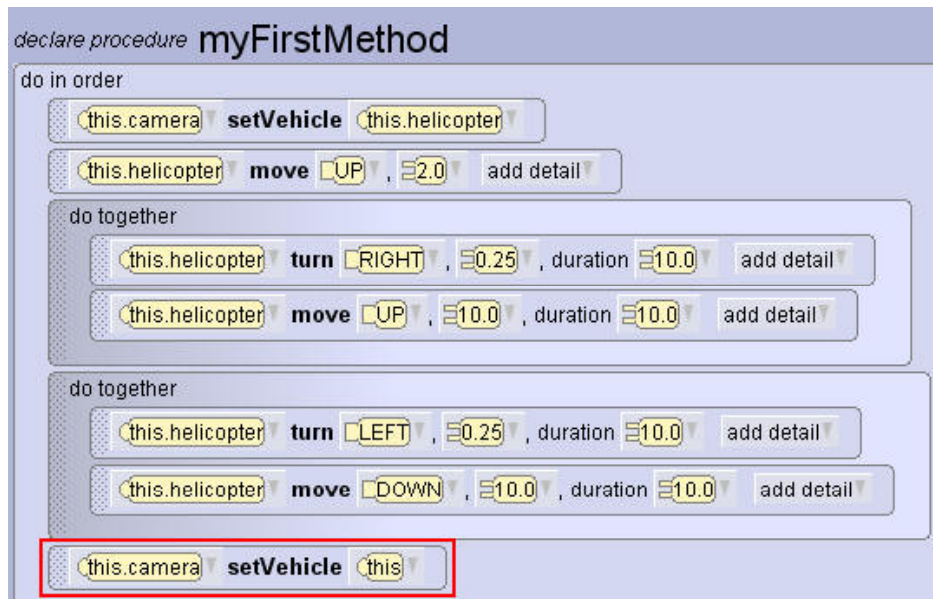 declare procedure myFirstMethod
do in order
this.camera setVehicle this.helicopter
this.helicopter move UP , 2.0 add detail
do together
this.helicopter turn RIGHT , 0.25 , duration 10.0 add detail
this.helicopter move UP , 10.0 , duration 10.0 add detail
do together
this.helicopter turn LEFT , 0.25 , duration 10.0 add detail
this.helicopter move DOWN , 10.0 , duration 10.0 add detail
this.camera setVehicle this